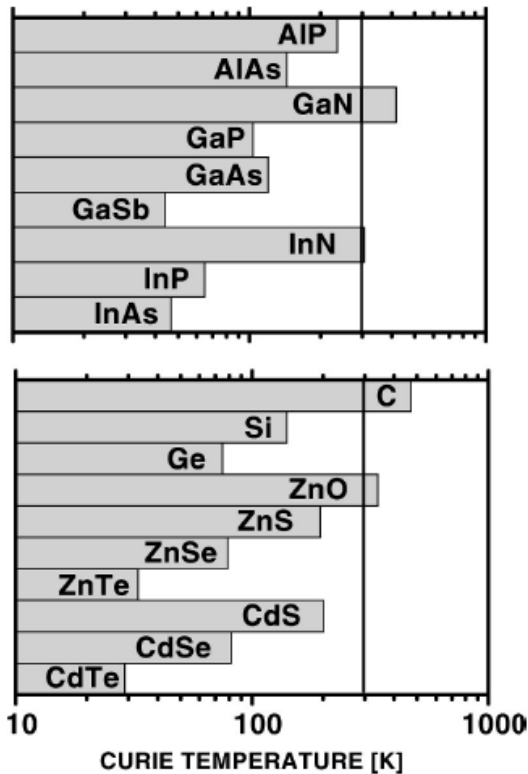 AlP
AlAs
GaN
GaP
GaAs
GaSb
InN
InP
InAs
C
Si
Ge
ZnO
ZnS
ZnSe
ZnTe
CdS
CdSe
CdTe
10 100 1000
CURIE TEMPERATURE [K]